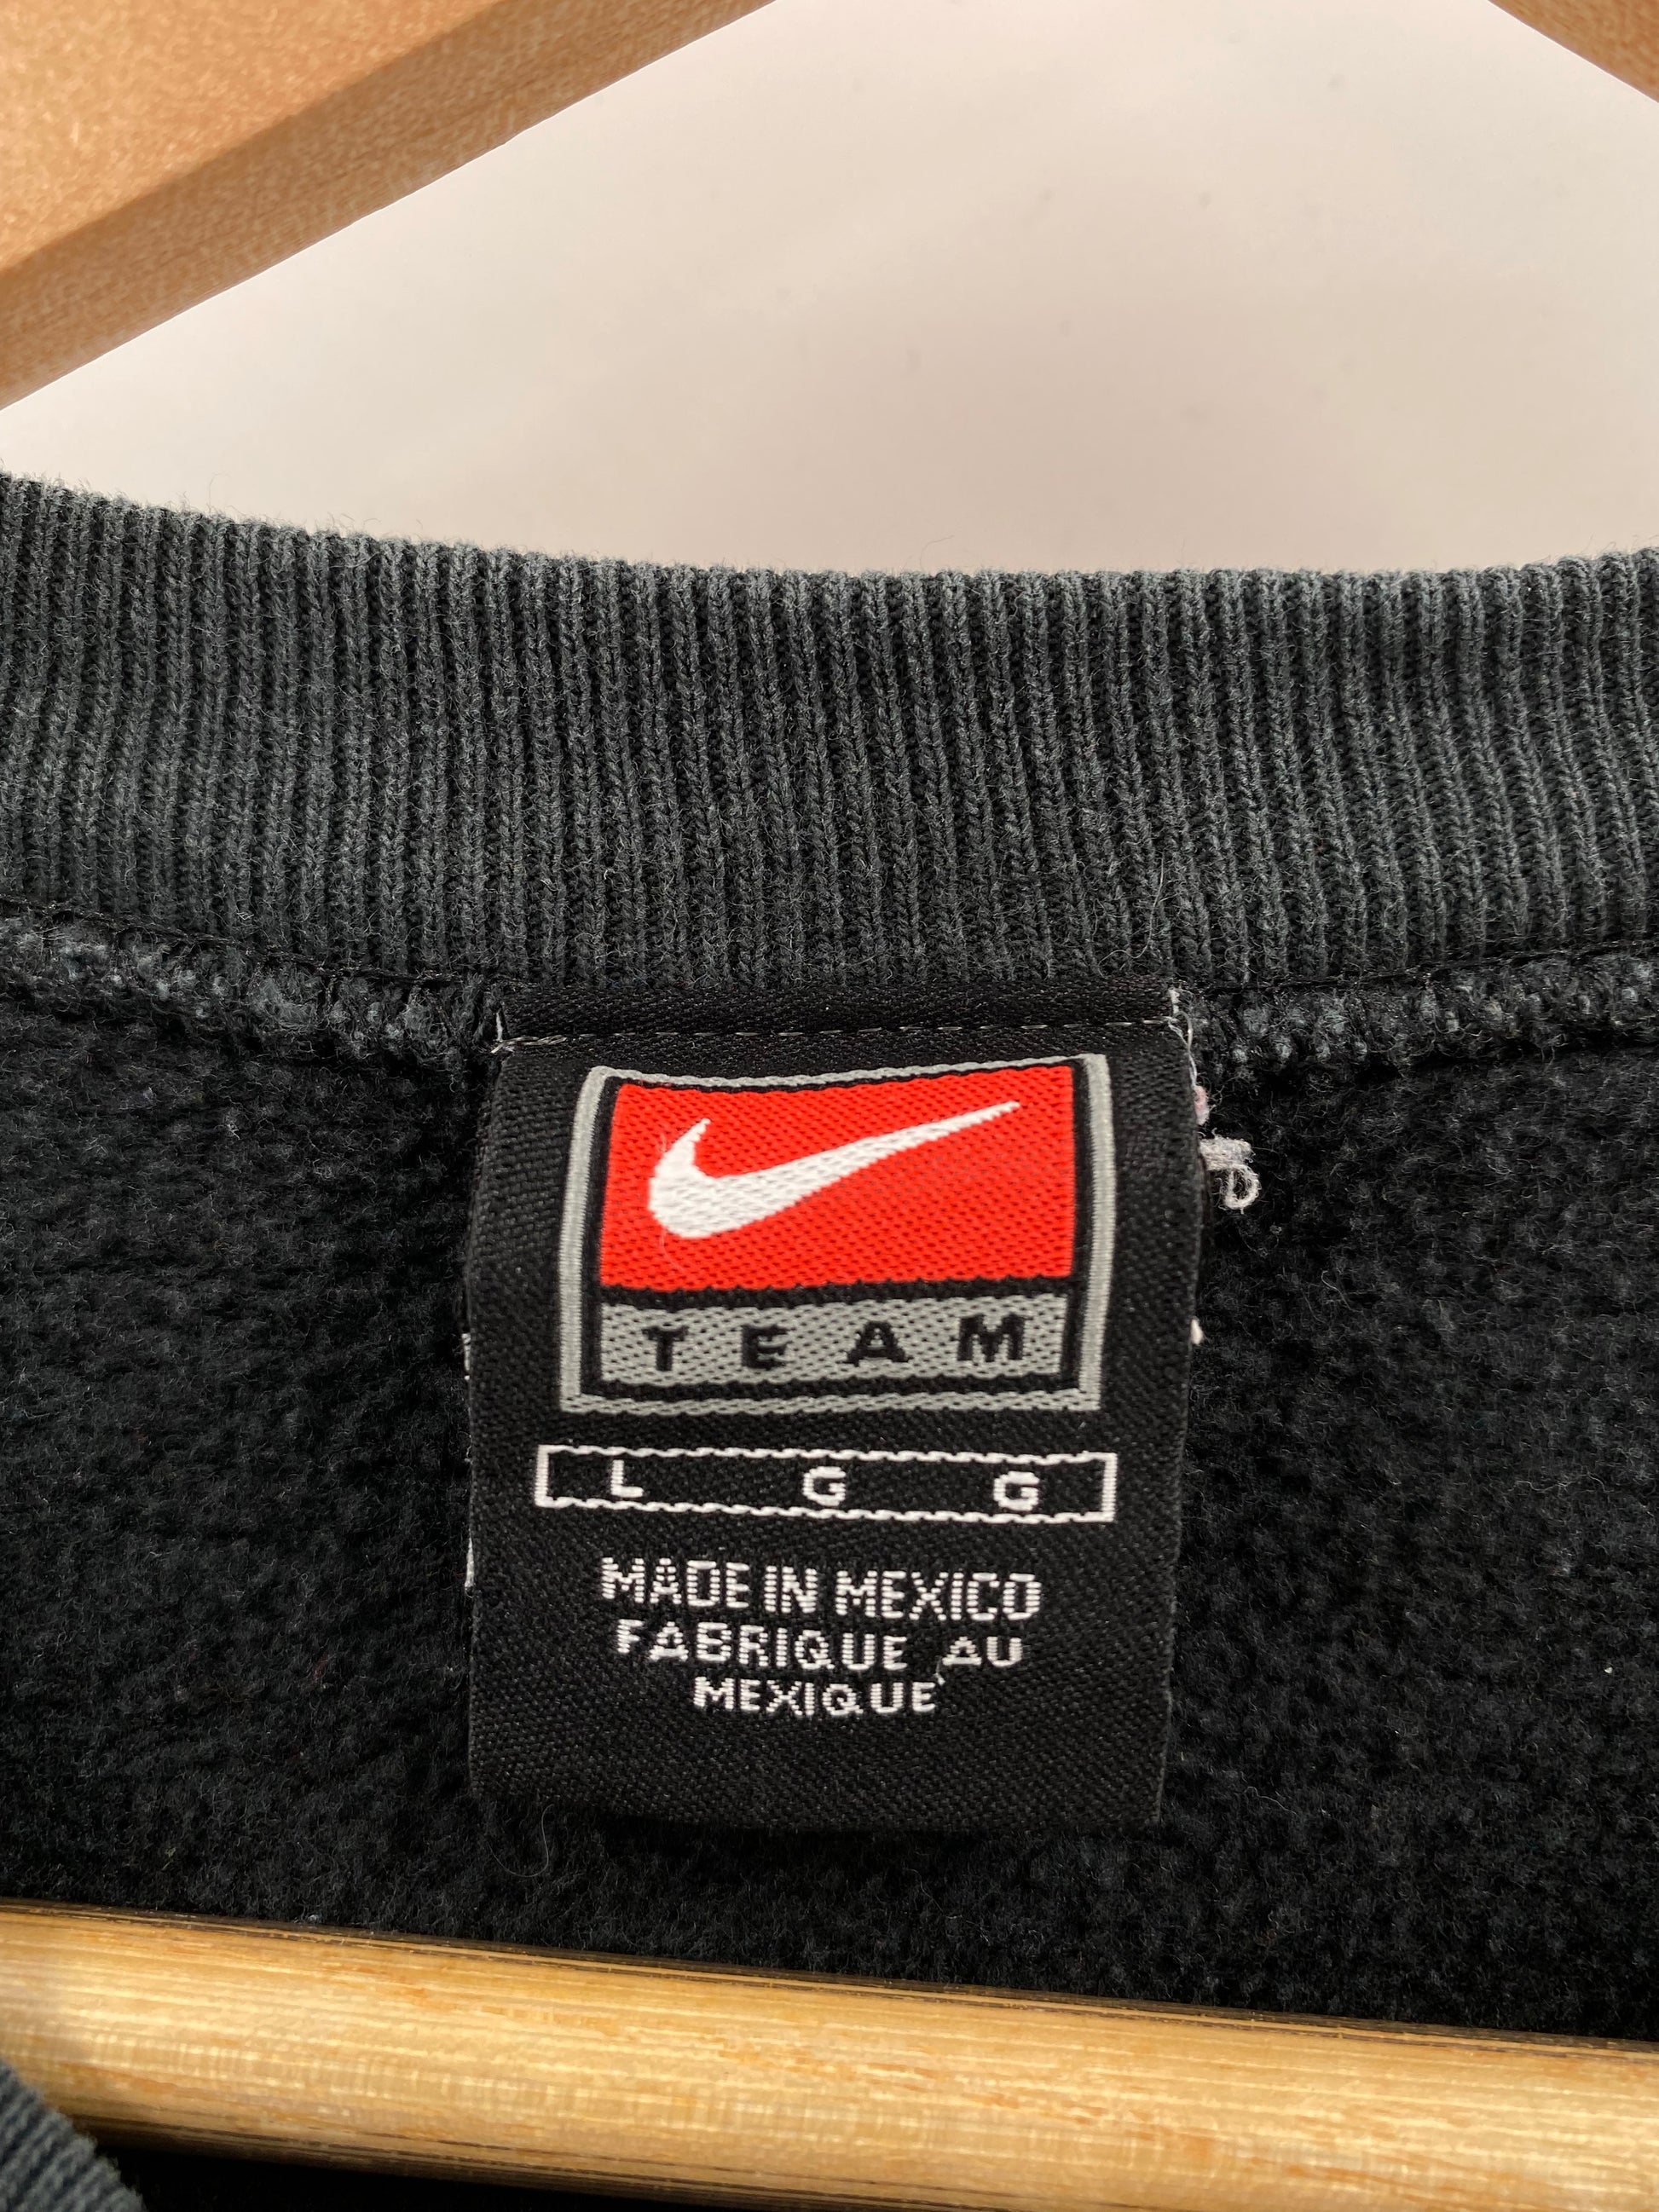 TEAM
L G G
MADE IN MEXICO
FABRIQUE AU
MEXIQUE